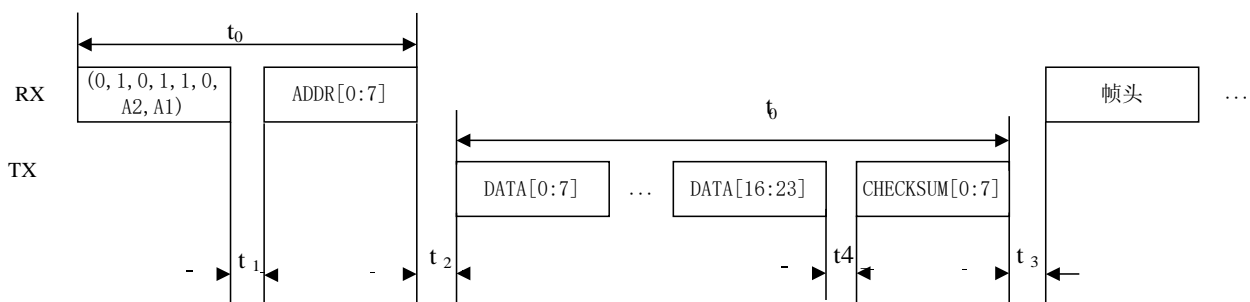 t0
RX
(0,1,0,1,1,0,
A2,A1)
ADDR[0:7]
帧头
...
t0
TX
DATA[0:7]
...
DATA[16:23]
CHECKSUM[0:7]
t1
t2
t4
t3